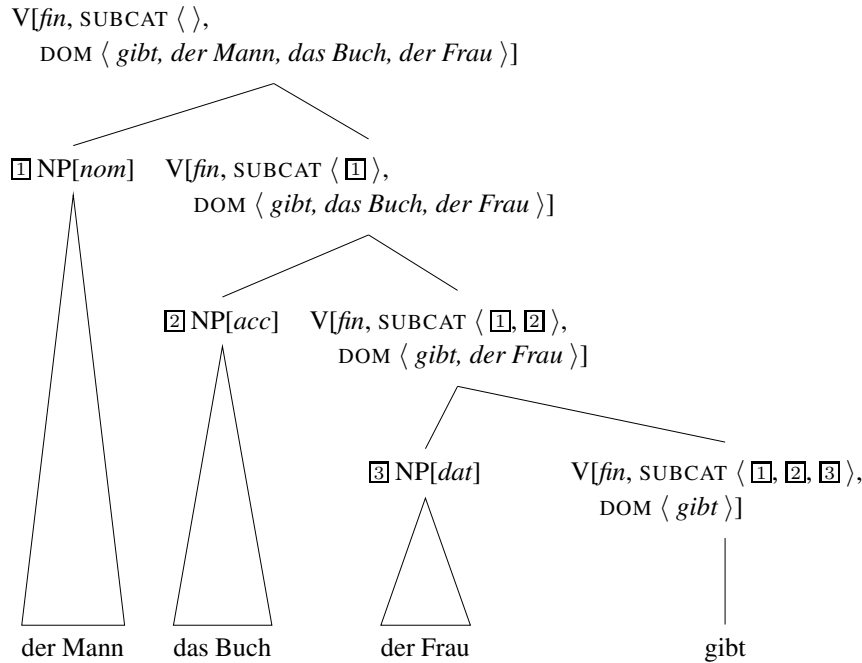 V[fin, SUBCAT ⟨ ⟩,
DOM ⟨ gibt, der Mann, das Buch, der Frau ⟩]
1 NP[nom] V[fin, SUBCAT ⟨ 1 ⟩,
DOM ⟨ gibt, das Buch, der Frau ⟩]
2 NP[acc] V[fin, SUBCAT ⟨ 1, 2 ⟩,
DOM ⟨ gibt, der Frau ⟩]
3 NP[dat] V[fin, SUBCAT ⟨ 1, 2, 3 ⟩,
DOM ⟨ gibt ⟩]
der Mann das Buch der Frau gibt